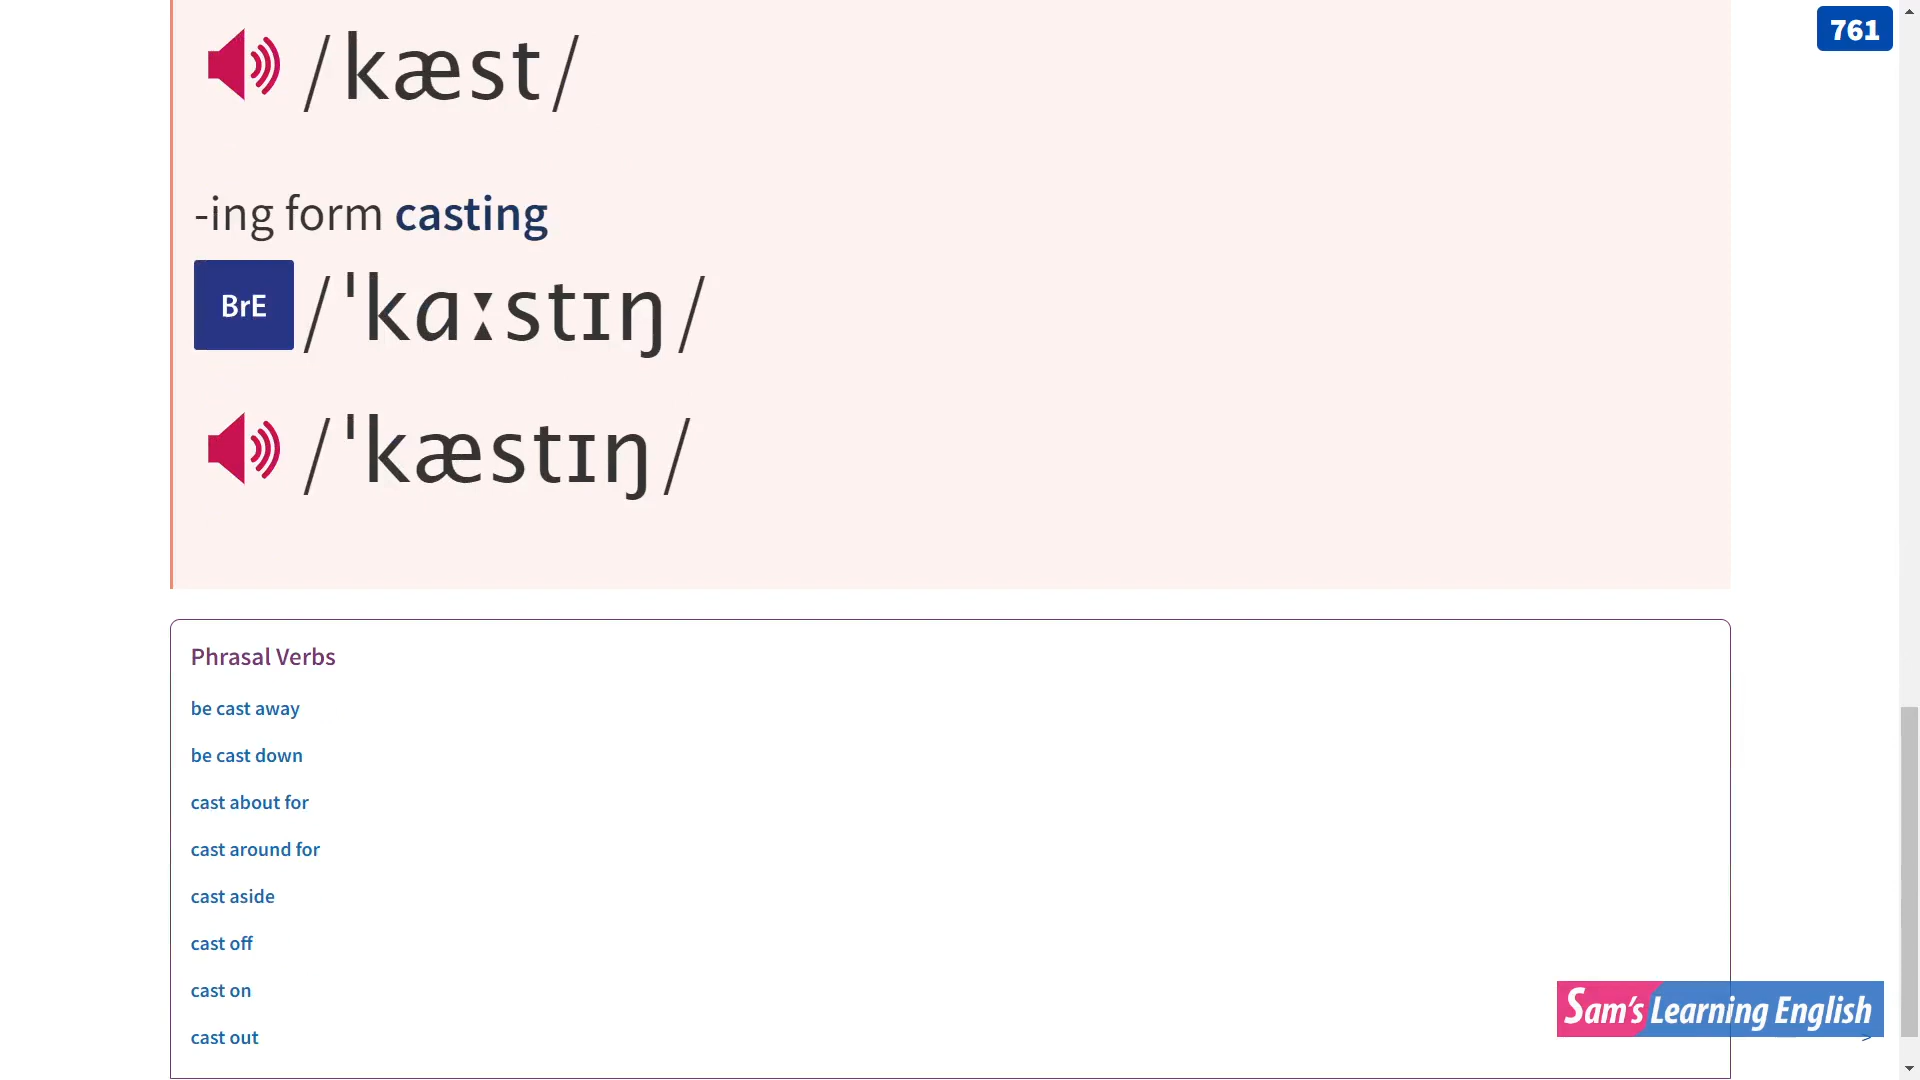 761
/kæst/
-ing form casting
BrE /ˈkɑːstɪŋ/
/ˈkæstɪŋ/
Phrasal Verbs
be cast away
be cast down
cast about for
cast around for
cast aside
cast off
cast on
cast out
Sam's Learning English
>